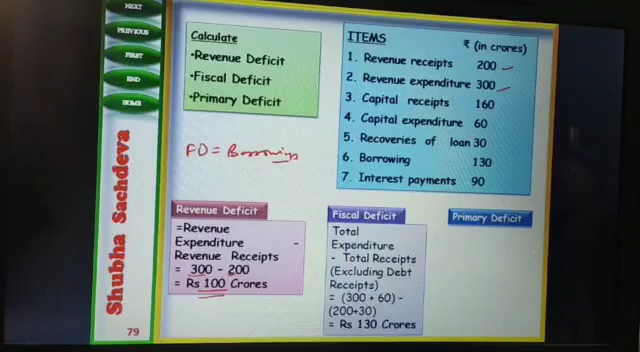 NEXT
PREVIOUS
FIRST
END
HOME
Shubha Sachdeva
79
Calculate
•Revenue Deficit
•Fiscal Deficit
•Primary Deficit
FD = Borrowings
ITEMS
₹ (in crores)
1. Revenue receipts 200
2. Revenue expenditure 300
3. Capital receipts 160
4. Capital expenditure 60
5. Recoveries of loan 30
6. Borrowing 130
7. Interest payments 90
Revenue Deficit
=Revenue
Expenditure -
Revenue Receipts
= 300 - 200
= Rs 100 Crores
Fiscal Deficit
Total
Expenditure
- Total Receipts
(Excluding Debt
Receipts)
= (300 + 60) -
(200+30)
= Rs 130 Crores
Primary Deficit